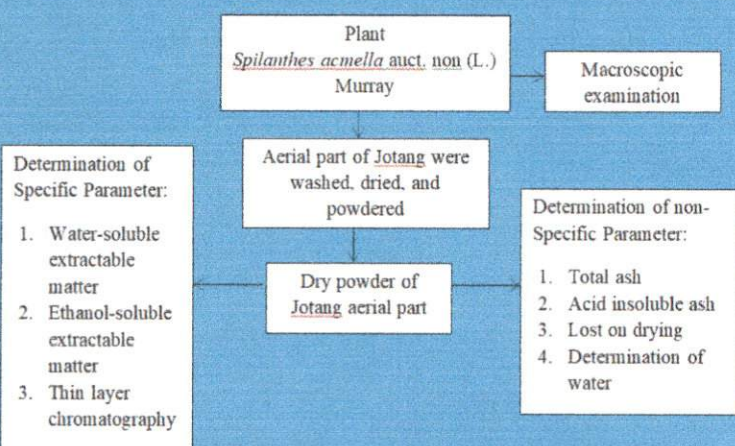 Plant
Spilanthes acmella auct. non (L.)
Murray
Macroscopic
examination
Aerial part of Jotang were
washed, dried, and
powdered
Dry powder of
Jotang aerial part
Determination of
Specific Parameter:
1. Water-soluble
extractable
matter
2. Ethanol-soluble
extractable
matter
3. Thin layer
chromatography
Determination of non-
Specific Parameter:
1. Total ash
2. Acid insoluble ash
3. Lost on drying
4. Determination of
water